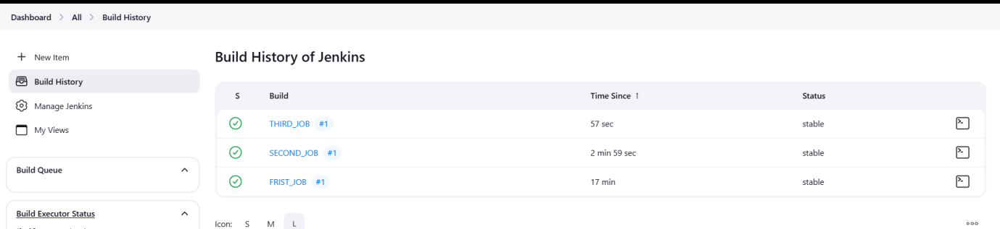 Dashboard > All > Build History
New Item
Build History
Manage Jenkins
My Views
Build Queue
Build Executor Status
Build History of Jenkins
S Build Time Since ↑ Status
THIRD_JOB #1 57 sec stable
SECOND_JOB #1 2 min 59 sec stable
FRIST_JOB #1 17 min stable
Icon: S M L